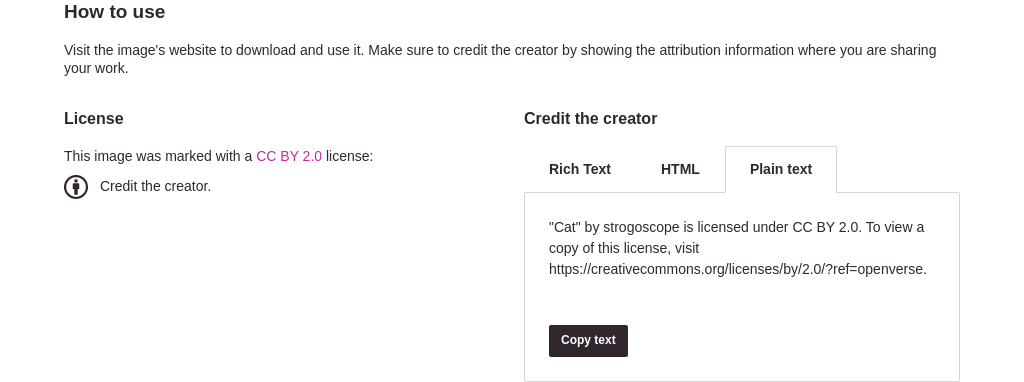 How to use
Visit the image's website to download and use it. Make sure to credit the creator by showing the attribution information where you are sharing
your work.
License
This image was marked with a CC BY 2.0 license:
Credit the creator.
Credit the creator
Rich Text
HTML
Plain text
"Cat" by strogoscope is licensed under CC BY 2.0. To view a
copy of this license, visit
https://creativecommons.org/licenses/by/2.0/?ref=openverse.
Copy text